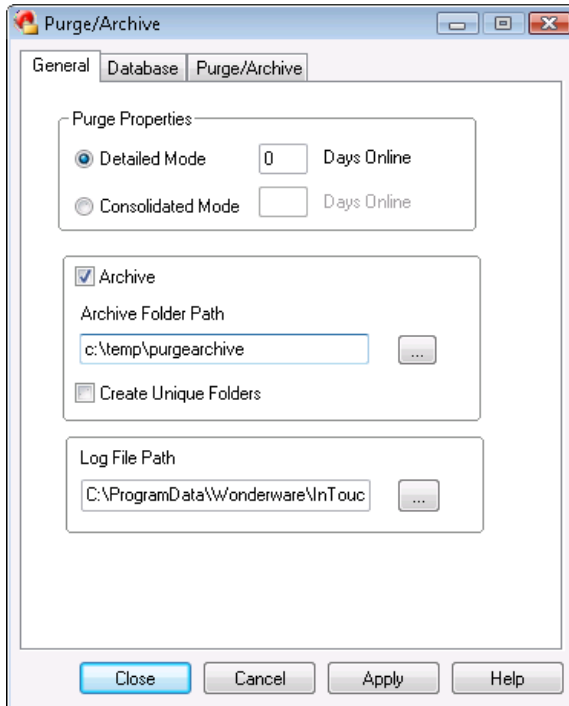 Purge/Archive
General Database Purge/Archive
Purge Properties
Detailed Mode 0 Days Online
Consolidated Mode Days Online
Archive
Archive Folder Path
c:\temp\purgearchive ...
Create Unique Folders
Log File Path
C:\ProgramData\Wonderware\InTouc ...
Close Cancel Apply Help